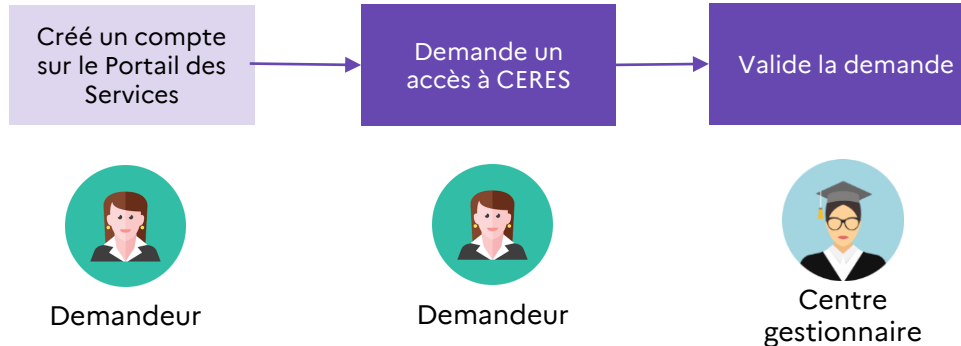 Créé un compte
sur le Portail des
Services
Demande un
accès à CERES
Valide la demande
Demandeur
Demandeur
Centre
gestionnaire